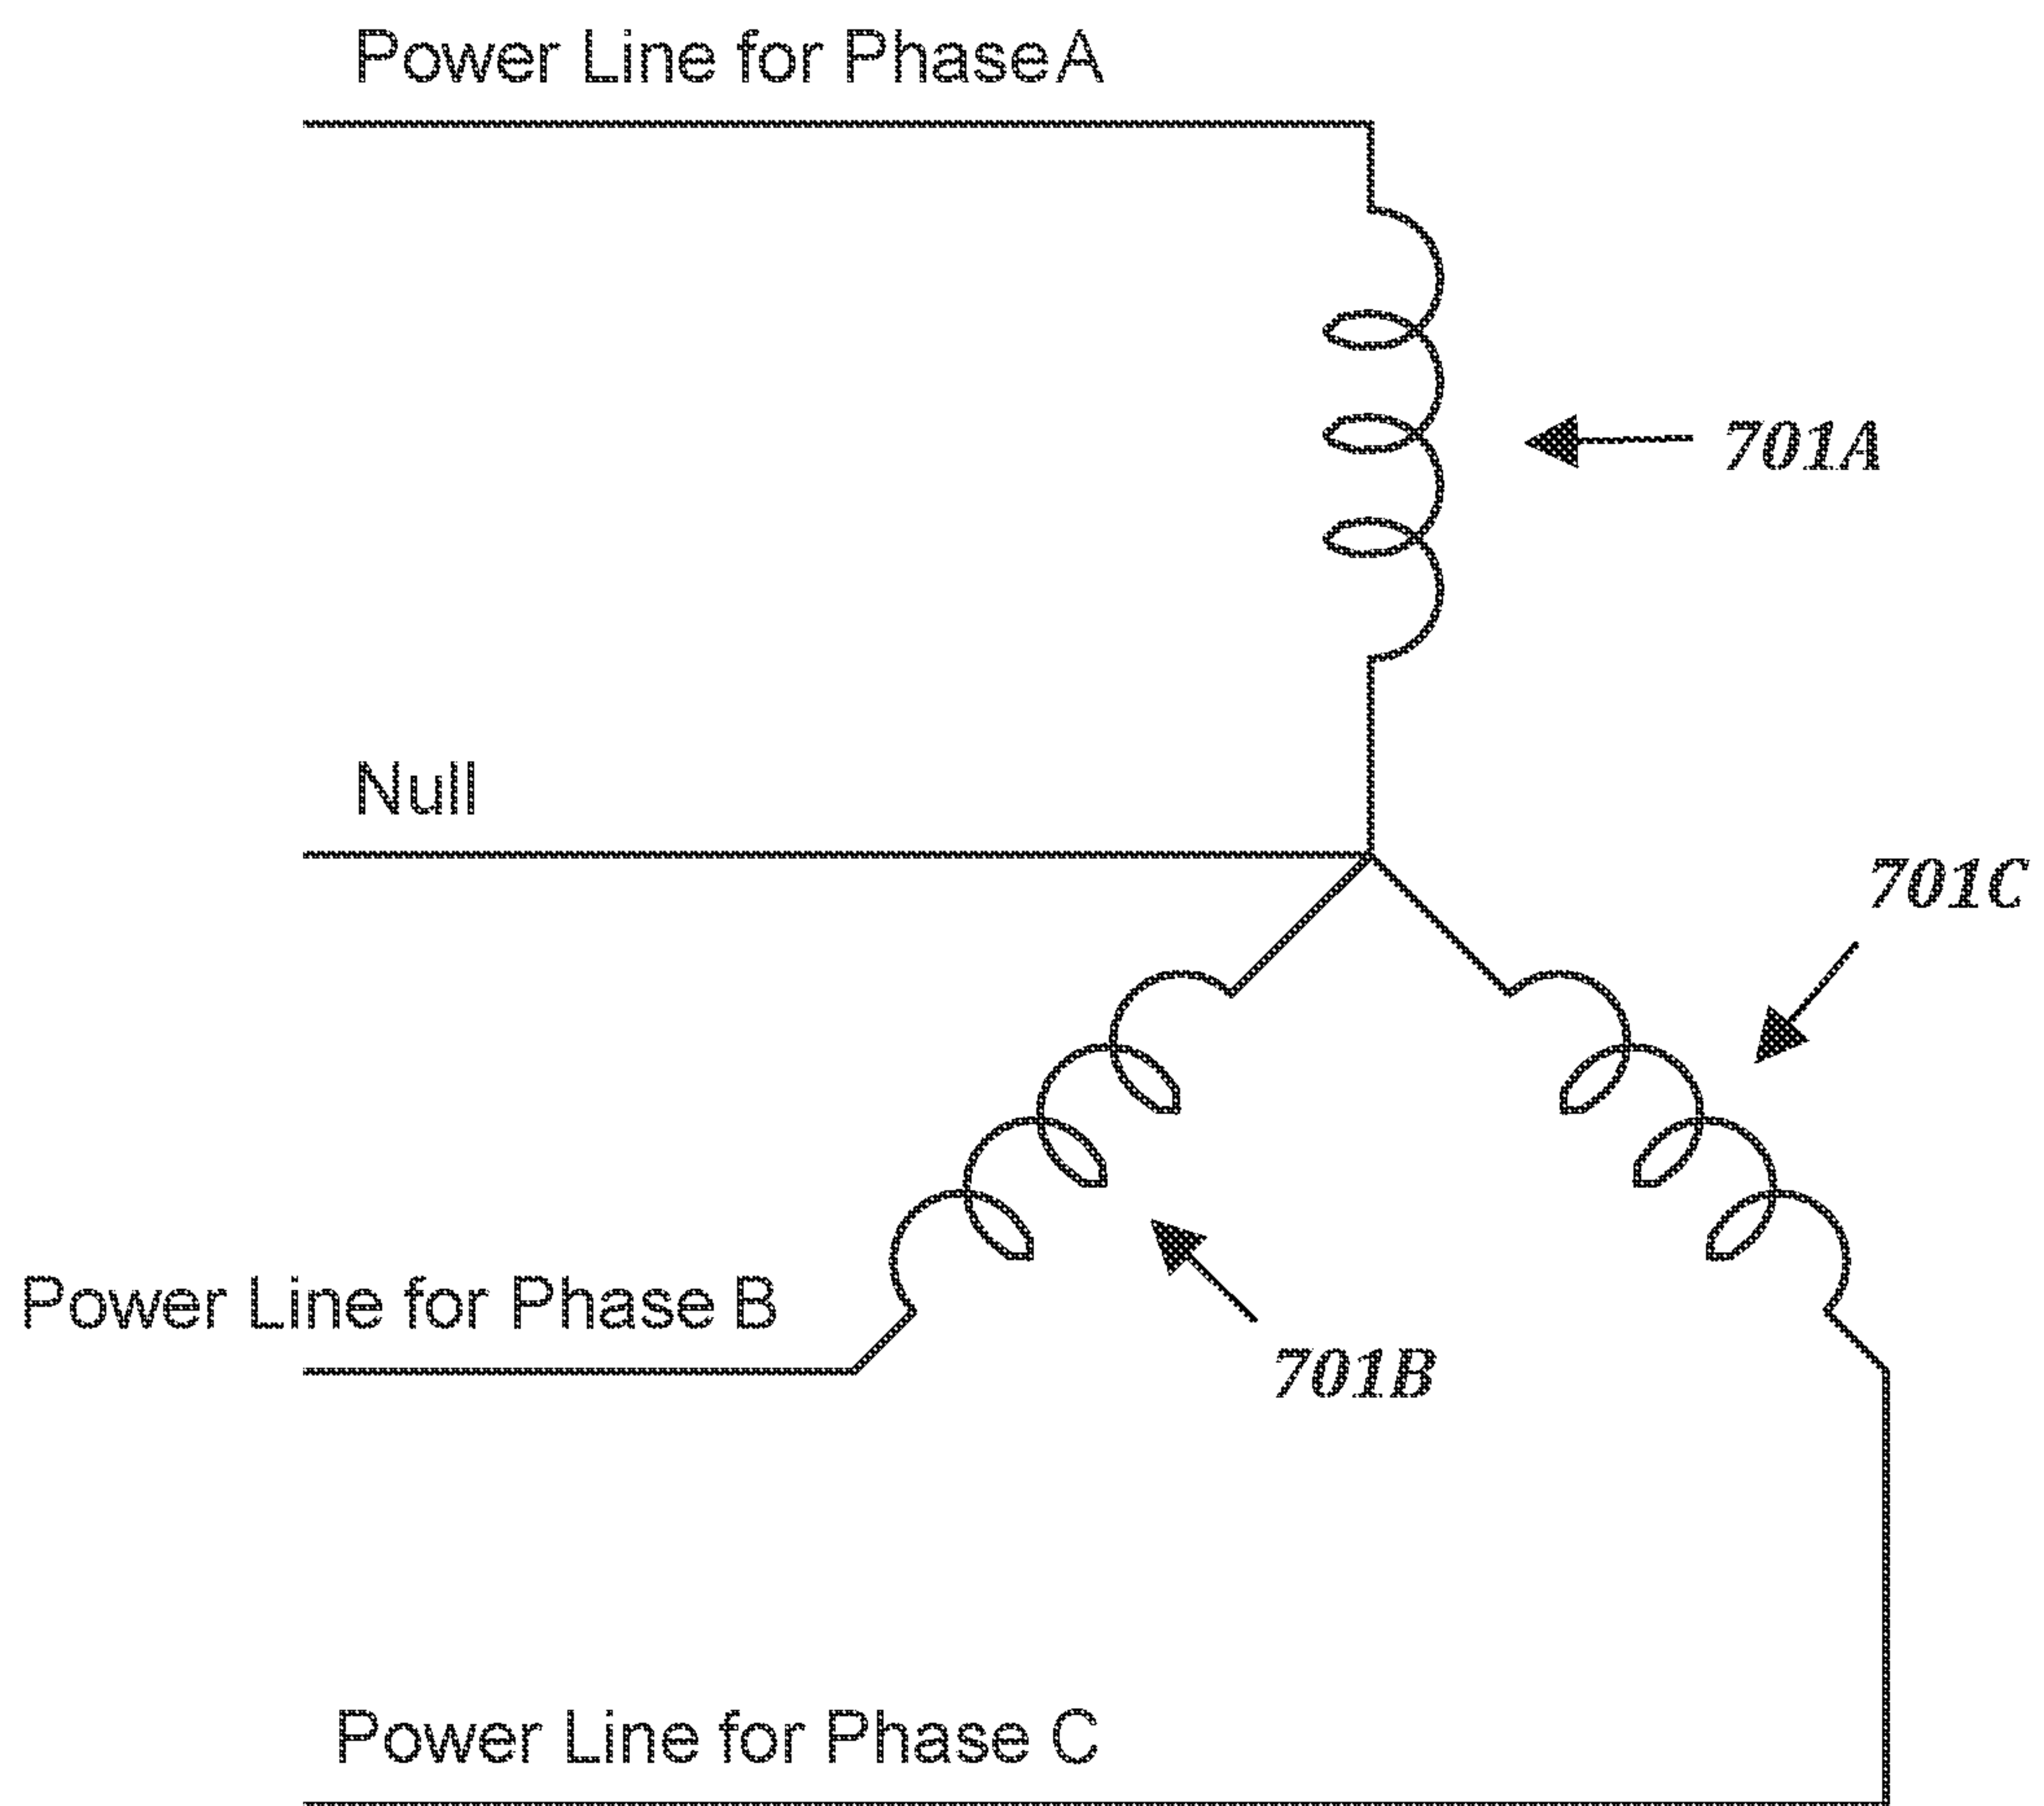 Power Line for Phase A
701A
Null
701C
Power Line for Phase B
701B
Power Line for Phase C